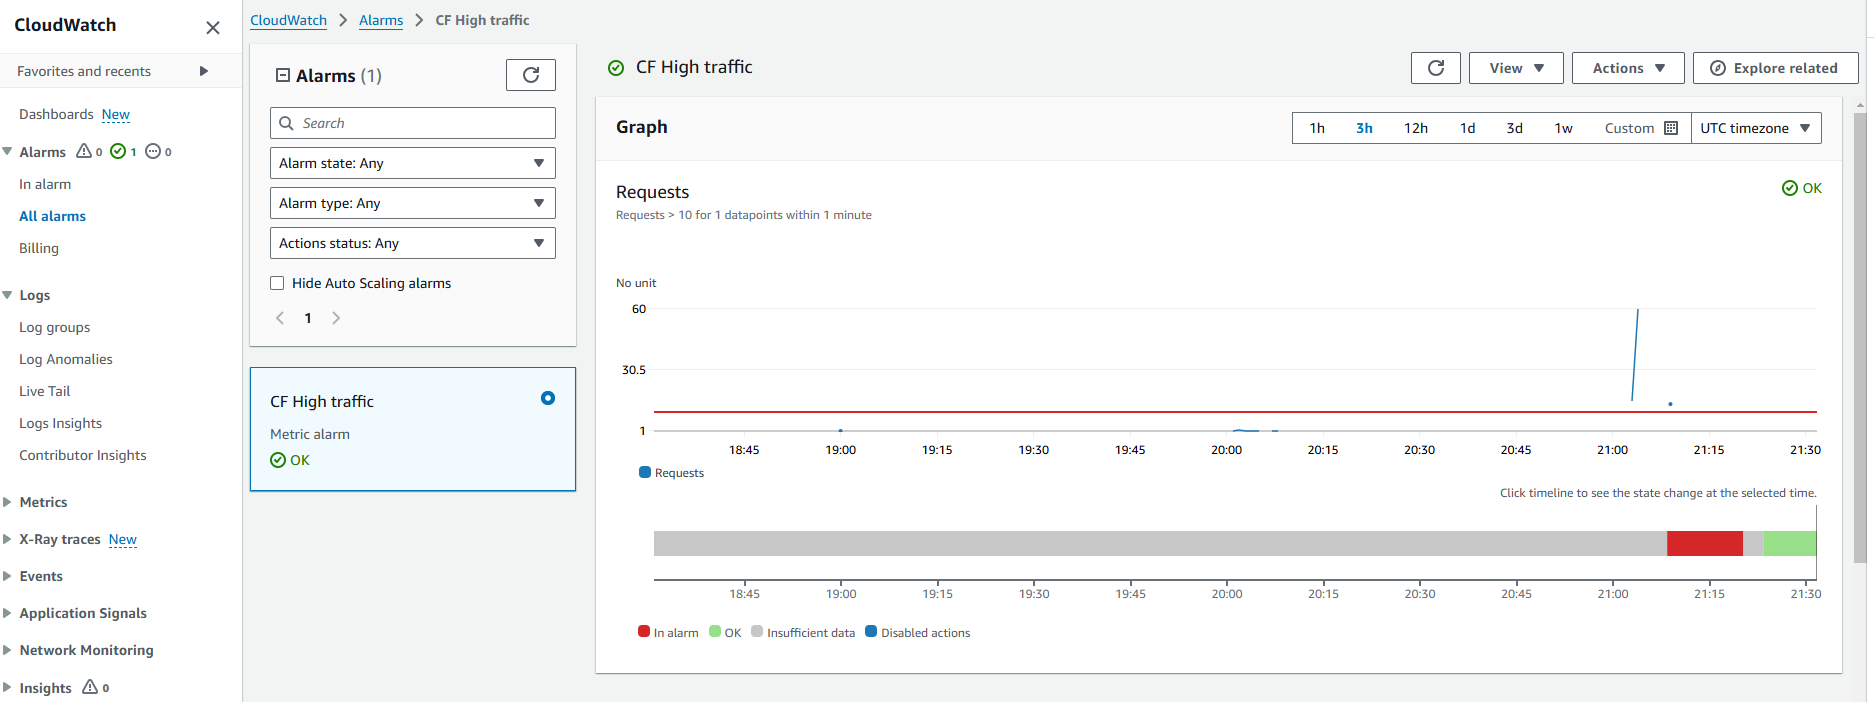 CloudWatch
Favorites and recents
Dashboards New
Alarms 0 1 0
In alarm
All alarms
Billing
Logs
Log groups
Log Anomalies
Live Tail
Logs Insights
Contributor Insights
Metrics
X-Ray traces New
Events
Application Signals
Network Monitoring
Insights 0
CloudWatch > Alarms > CF High traffic
Alarms (1)
Search
Alarm state: Any
Alarm type: Any
Actions status: Any
Hide Auto Scaling alarms
1
CF High traffic
Metric alarm
OK
CF High traffic
View Actions Explore related
Graph
1h 3h 12h 1d 3d 1w Custom UTC timezone
Requests
OK
Requests > 10 for 1 datapoints within 1 minute
No unit
60
30.5
1
18:45 19:00 19:15 19:30 19:45 20:00 20:15 20:30 20:45 21:00 21:15 21:30
Requests
Click timeline to see the state change at the selected time.
18:45 19:00 19:15 19:30 19:45 20:00 20:15 20:30 20:45 21:00 21:15 21:30
In alarm OK Insufficient data Disabled actions